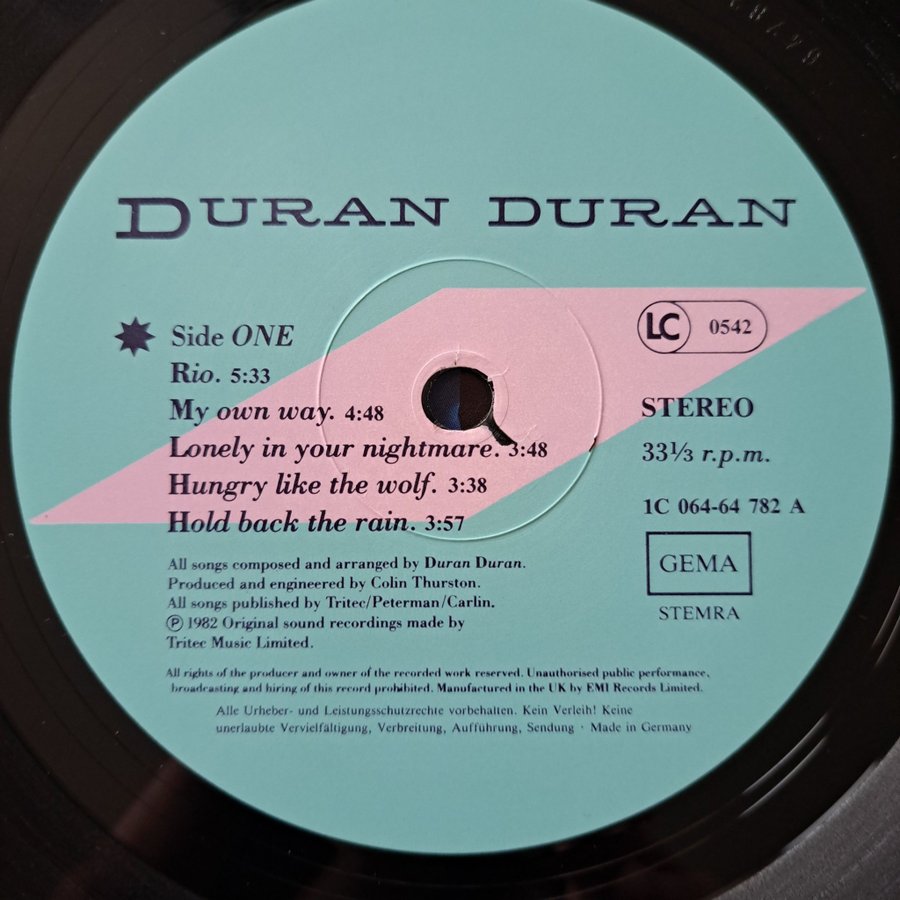 DURAN DURAN
Side ONE
Rio. 5:33
My own way. 4:48
Lonely in your nightmare. 3:48
Hungry like the wolf. 3:38
Hold back the rain. 3:57
LC 0542
STEREO
33⅓ r.p.m.
1C 064-64 782 A
GEMA
STEMRA
All songs composed and arranged by Duran Duran.
Produced and engineered by Colin Thurston.
All songs published by Tritec/Peterman/Carlin.
Ⓟ 1982 Original sound recordings made by
Tritec Music Limited.
All rights of the producer and owner of the recorded work reserved. Unauthorised public performance,
broadcasting and hiring of this record prohibited. Manufactured in the UK by EMI Records Limited.
Alle Urheber- und Leistungsschutzrechte vorbehalten. Kein Verleih! Keine
unerlaubte Vervielfältigung, Verbreitung, Aufführung, Sendung · Made in Germany